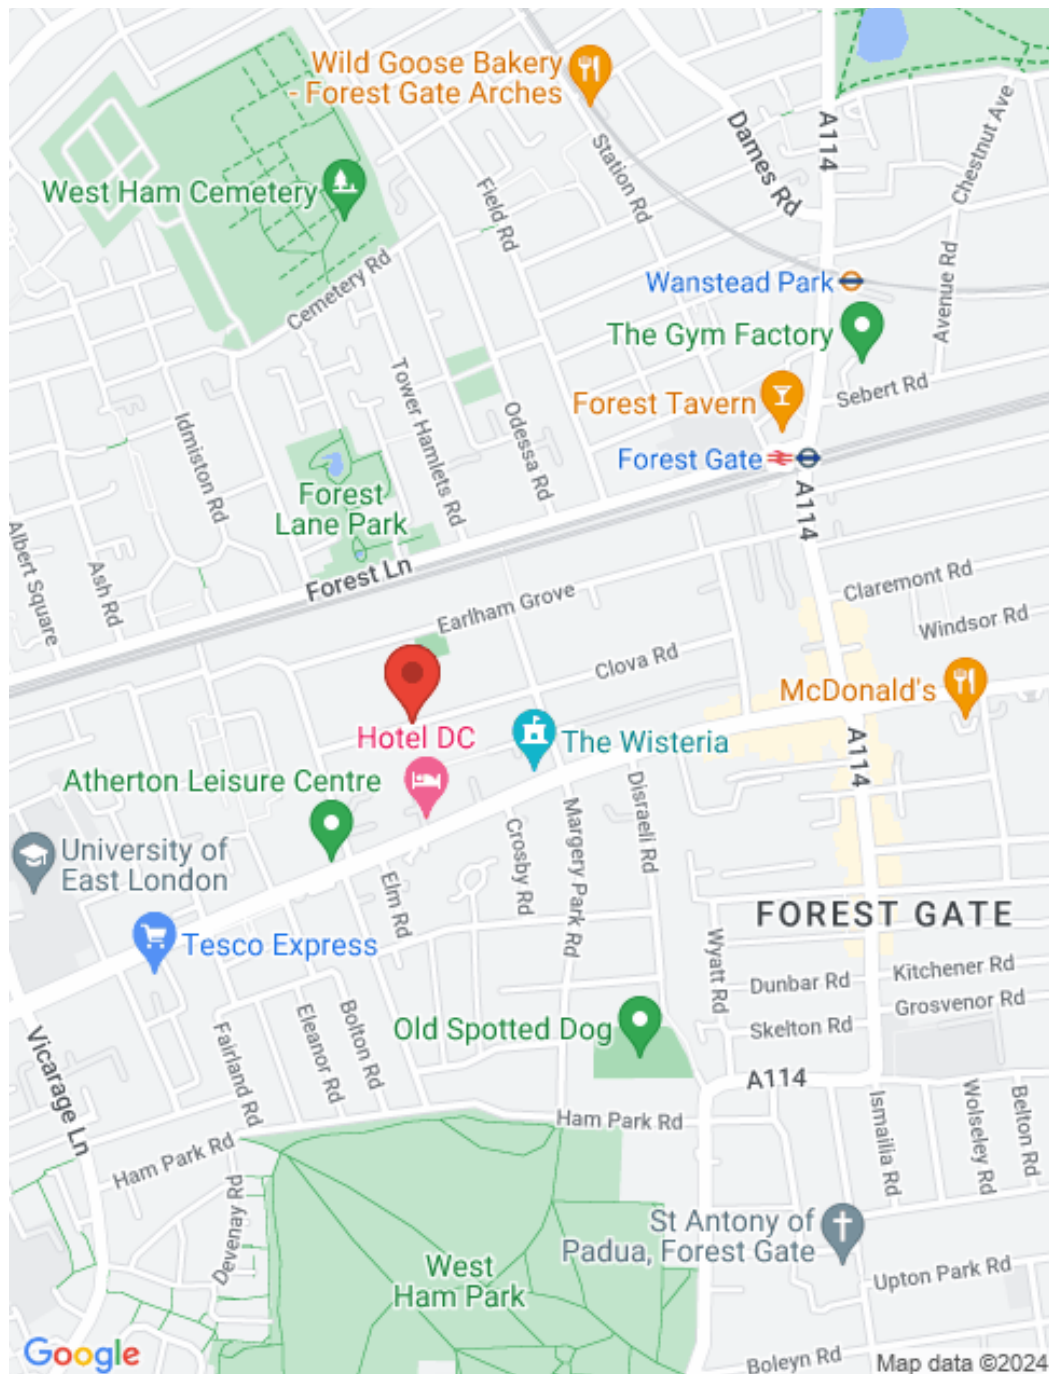 Wild Goose Bakery
- Forest Gate Arches
A114
Chestnut Ave
Dames Rd
Station Rd
West Ham Cemetery
Field Rd
Cemetery Rd
Wanstead Park
Avenue Rd
The Gym Factory
Sebert Rd
Forest Tavern
Tower Hamlets Rd
Odessa Rd
Idmiston Rd
Forest Gate
Forest
Lane Park
A114
Albert Square
Ash Rd
Forest Ln
Earlham Grove
Claremont Rd
Windsor Rd
Clova Rd
McDonald's
Hotel DC
The Wisteria
A114
Atherton Leisure Centre
Disraeli Rd
Margery Park Rd
Crosby Rd
University of
East London
Elm Rd
FOREST GATE
Tesco Express
Wyatt Rd
Dunbar Rd
Kitchener Rd
Grosvenor Rd
Skelton Rd
Old Spotted Dog
Bolton Rd
Eleanor Rd
Fairland Rd
Vicarage Ln
A114
Ham Park Rd
Ismailia Rd
Wolseley Rd
Belton Rd
Ham Park Rd
Devenay Rd
St Antony of
Padua, Forest Gate
West
Ham Park
Upton Park Rd
Boleyn Rd
Google
Map data ©2024